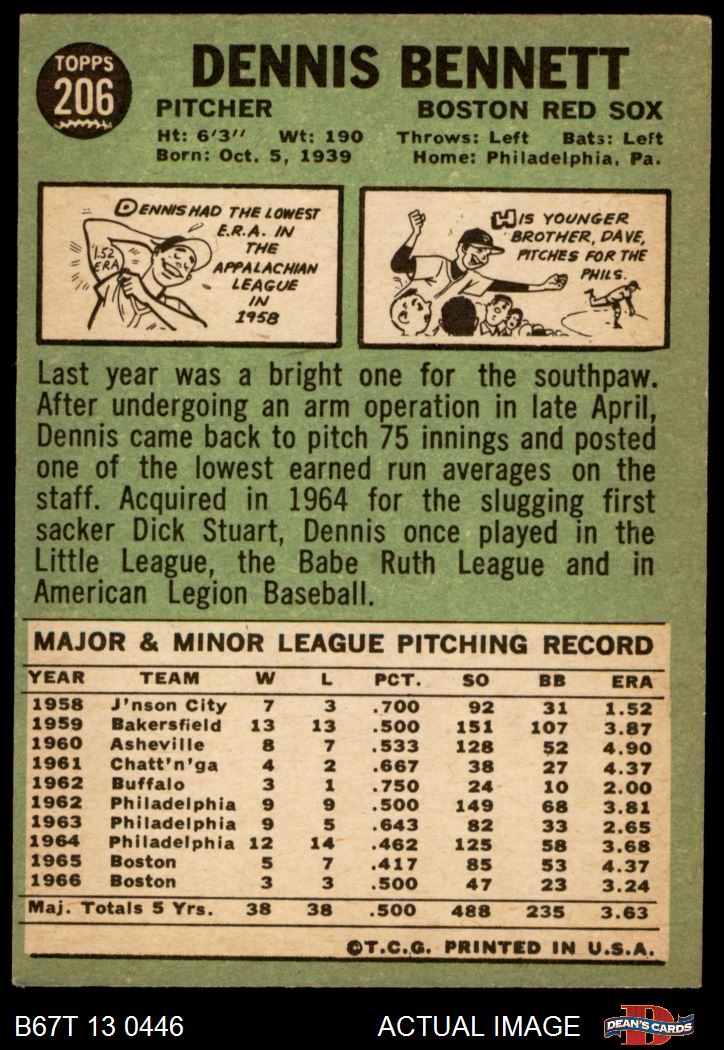 TOPPS
206
DENNIS BENNETT
PITCHER BOSTON RED SOX
Ht: 6'3" Wt: 190 Throws: Left Bats: Left
Born: Oct. 5, 1939 Home: Philadelphia, Pa.
DENNIS HAD THE LOWEST
E.R.A. IN
THE
APPALACHIAN
LEAGUE
IN
1958
1.52
ERA
HIS YOUNGER
BROTHER, DAVE,
PITCHES FOR THE
PHILS.
Last year was a bright one for the southpaw.
After undergoing an arm operation in late April,
Dennis came back to pitch 75 innings and posted
one of the lowest earned run averages on the
staff. Acquired in 1964 for the slugging first
sacker Dick Stuart, Dennis once played in the
Little League, the Babe Ruth League and in
American Legion Baseball.
MAJOR & MINOR LEAGUE PITCHING RECORD
YEAR TEAM W L PCT. SO BB ERA
1958 J'nson City 7 3 .700 92 31 1.52
1959 Bakersfield 13 13 .500 151 107 3.87
1960 Asheville 8 7 .533 128 52 4.90
1961 Chatt'n'ga 4 2 .667 38 27 4.37
1962 Buffalo 3 1 .750 24 10 2.00
1962 Philadelphia 9 9 .500 149 68 3.81
1963 Philadelphia 9 5 .643 82 33 2.65
1964 Philadelphia 12 14 .462 125 58 3.68
1965 Boston 5 7 .417 85 53 4.37
1966 Boston 3 3 .500 47 23 3.24
Maj. Totals 5 Yrs. 38 38 .500 488 235 3.63
©T.C.G. PRINTED IN U.S.A.
B67T 13 0446 ACTUAL IMAGE
DEAN'S CARDS